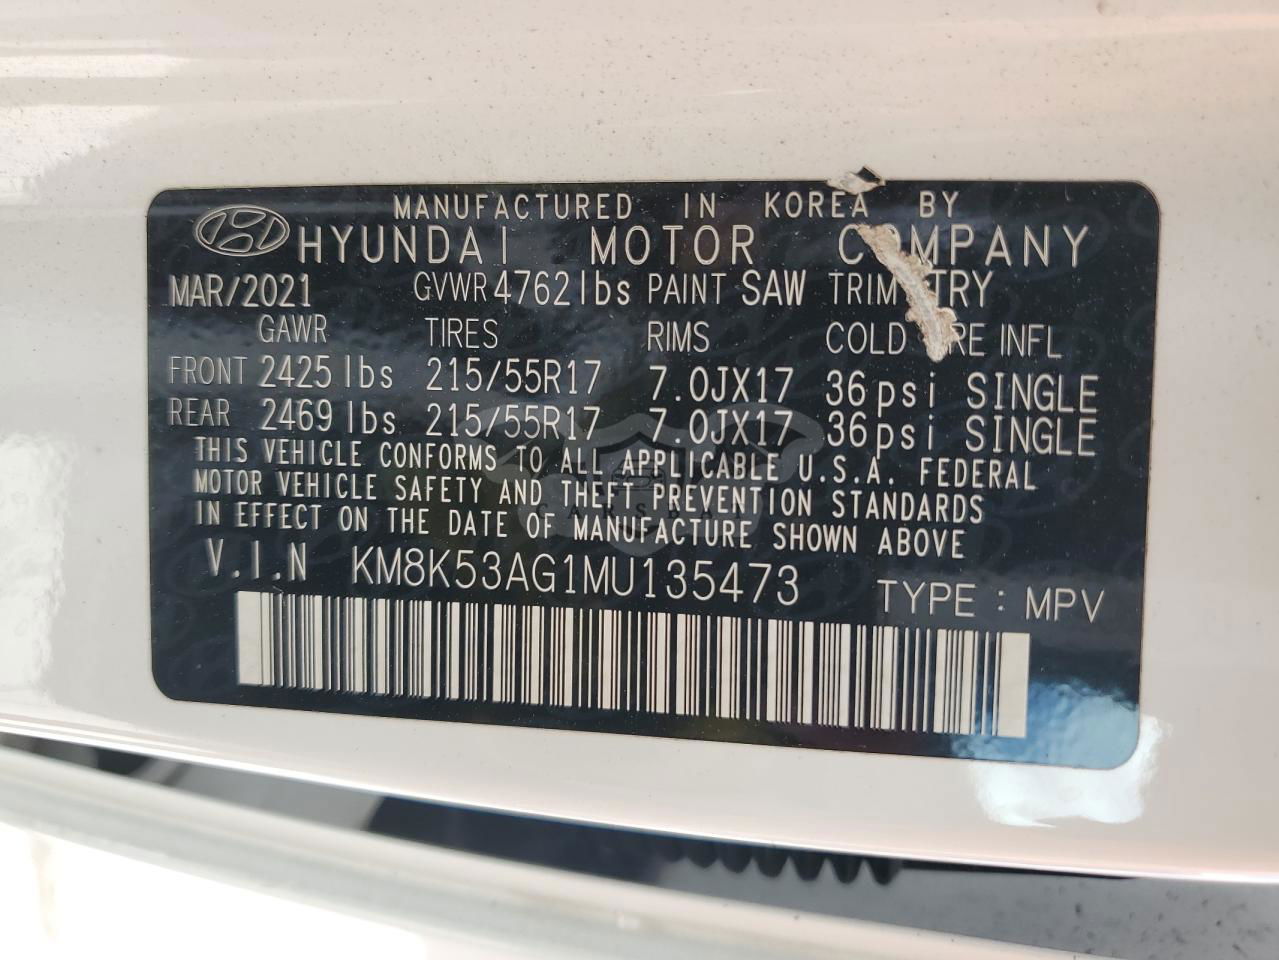 MANUFACTURED IN KOREA BY
HYUNDAI MOTOR COMPANY
MAR/2021 GVWR 4762 lbs PAINT SAW TRIM TRY
GAWR TIRES RIMS COLD TIRE INFL
FRONT 2425 lbs 215/55R17 7.0JX17 36 psi SINGLE
REAR 2469 lbs 215/55R17 7.0JX17 36 psi SINGLE
THIS VEHICLE CONFORMS TO ALL APPLICABLE U.S.A. FEDERAL
MOTOR VEHICLE SAFETY AND THEFT PREVENTION STANDARDS
IN EFFECT ON THE DATE OF MANUFACTURE SHOWN ABOVE
V.I.N KM8K53AG1MU135473 TYPE : MPV
CARSBAT